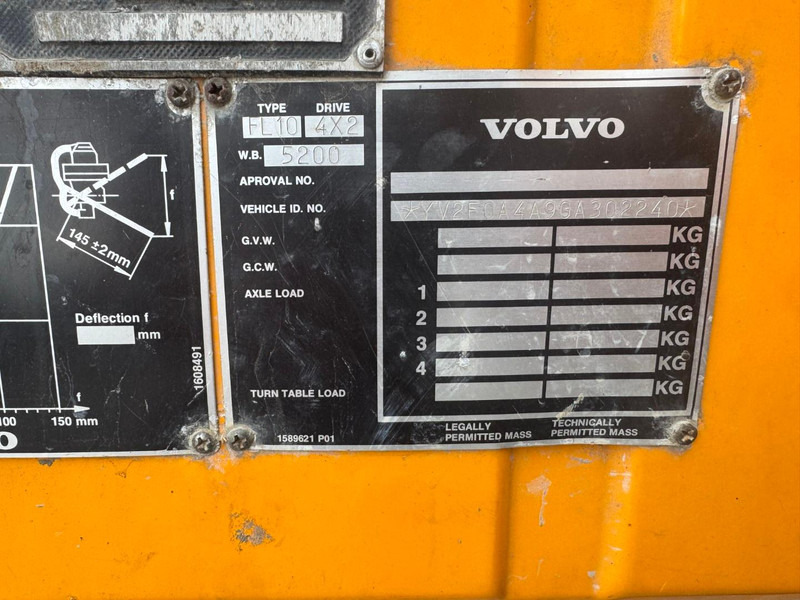 145 ±2mm
f
Deflection f
mm
f
100
150 mm
1608491
TYPE DRIVE
FL10 4X2
W.B. 5200
APROVAL NO.
VEHICLE ID. NO.
G.V.W.
G.C.W.
AXLE LOAD
TURN TABLE LOAD
1589621 P01
VOLVO
*YV2E0A4A9GA302240*
KG
KG
1 KG
2 KG
3 KG
4 KG
KG
LEGALLY
PERMITTED MASS
TECHNICALLY
PERMITTED MASS